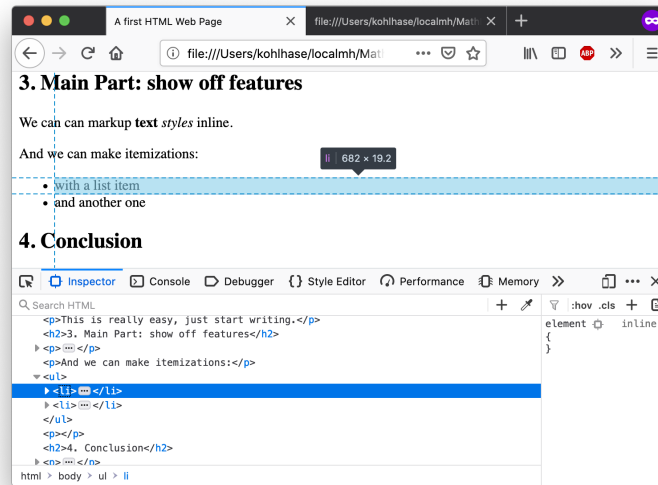 A first HTML Web Page
file:///Users/kohlhase/localmh/Math
file:///Users/kohlhase/localmh/Mat
ABP
3. Main Part: show off features
We can can markup text styles inline.
And we can make itemizations:
li 682 × 19.2
• with a list item
• and another one
4. Conclusion
Inspector Console Debugger {} Style Editor Performance Memory
Search HTML
:hov .cls
<p>This is really easy, just start writing.</p>
<h2>3. Main Part: show off features</h2>
<p>…</p>
<p>And we can make itemizations:</p>
<ul>
<li>…</li>
<li>…</li>
</ul>
<p></p>
<h2>4. Conclusion</h2>
<p>…</p>
element inline
{
}
html > body > ul > li